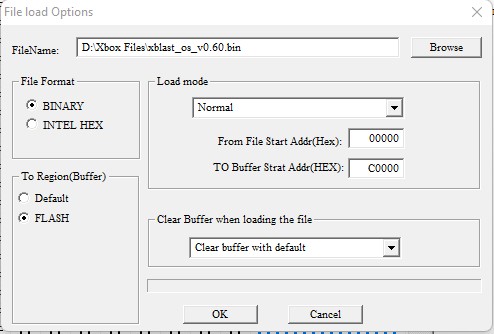 File load Options
FileName: D:\Xbox Files\xblast_os_v0.60.bin Browse
File Format
BINARY
INTEL HEX
Load mode
Normal
From File Start Addr(Hex): 00000
TO Buffer Strat Addr(HEX): C0000
To Region(Buffer)
Default
FLASH
Clear Buffer when loading the file
Clear buffer with default
OK Cancel